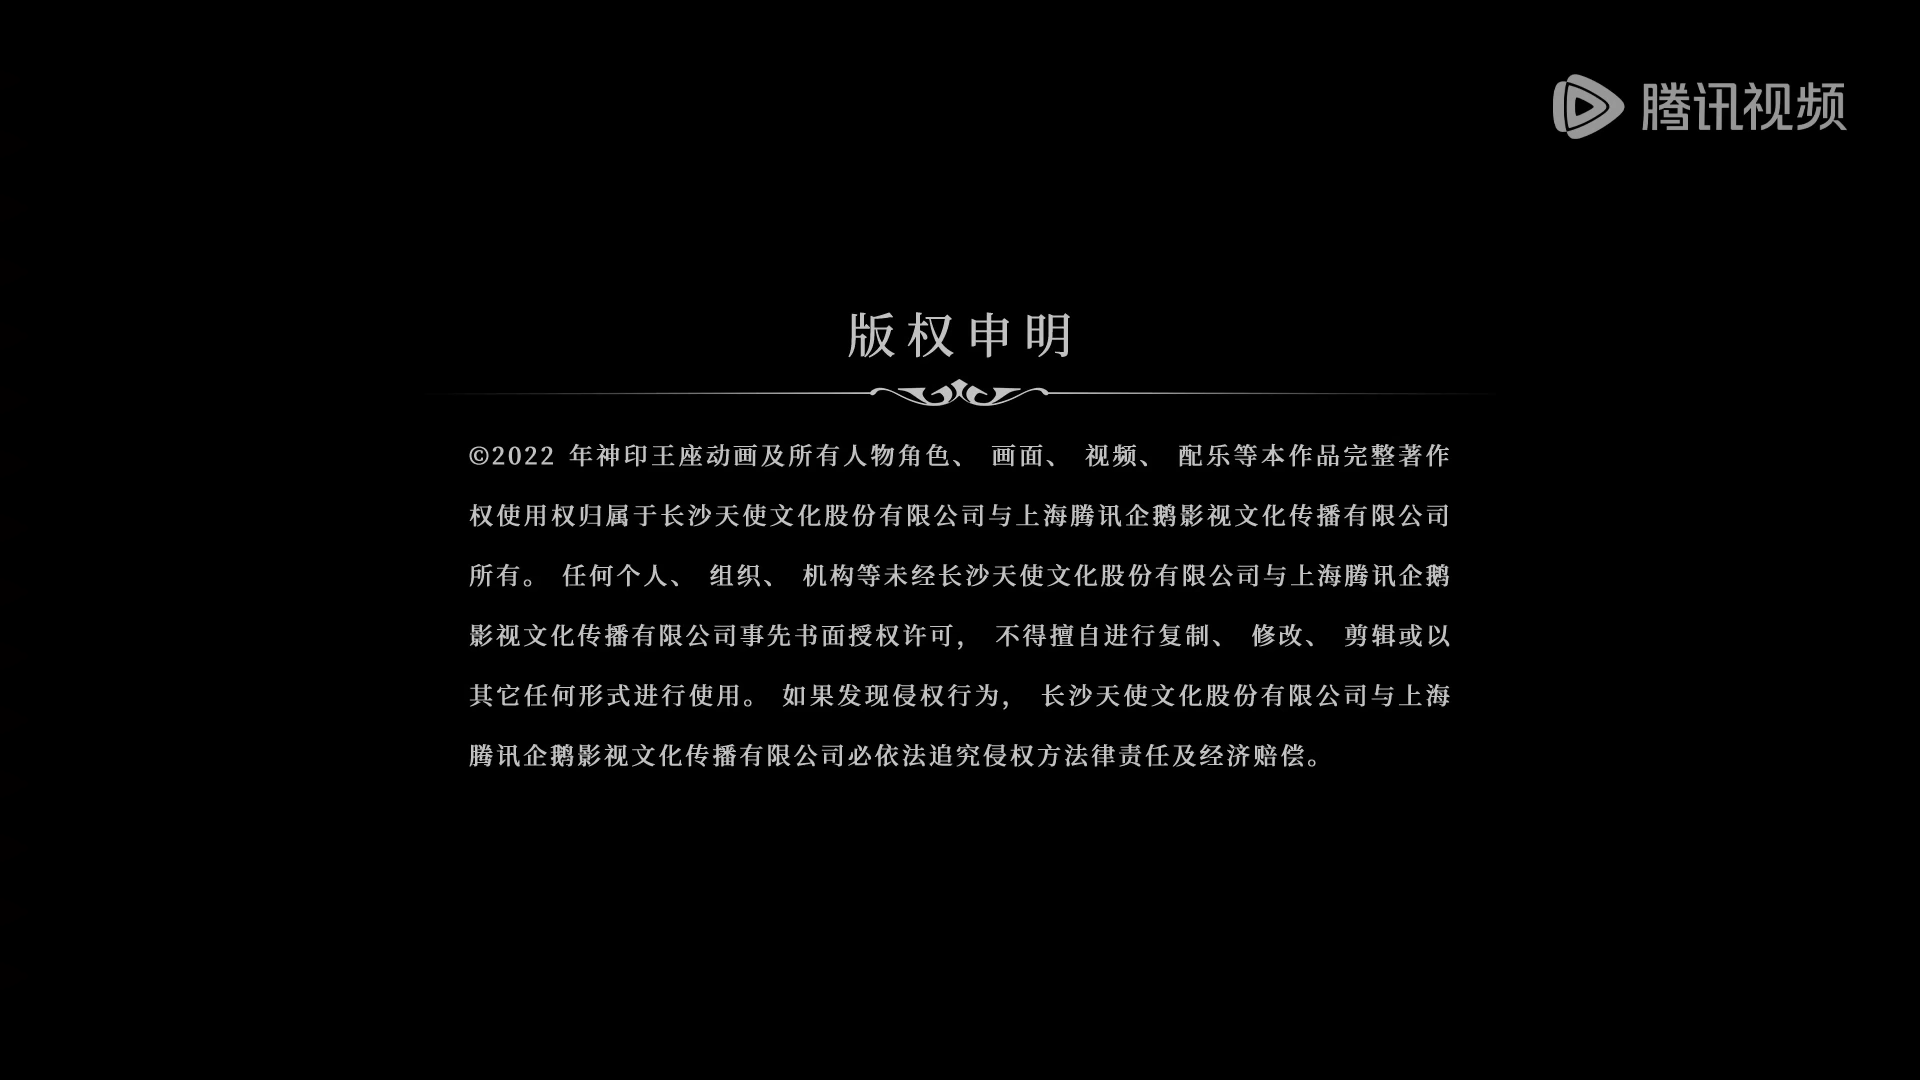 腾讯视频
版权申明
©2022 年神印王座动画及所有人物角色、 画面、 视频、 配乐等本作品完整著作
权使用权归属于长沙天使文化股份有限公司与上海腾讯企鹅影视文化传播有限公司
所有。 任何个人、 组织、 机构等未经长沙天使文化股份有限公司与上海腾讯企鹅
影视文化传播有限公司事先书面授权许可， 不得擅自进行复制、 修改、 剪辑或以
其它任何形式进行使用。 如果发现侵权行为， 长沙天使文化股份有限公司与上海
腾讯企鹅影视文化传播有限公司必依法追究侵权方法律责任及经济赔偿。